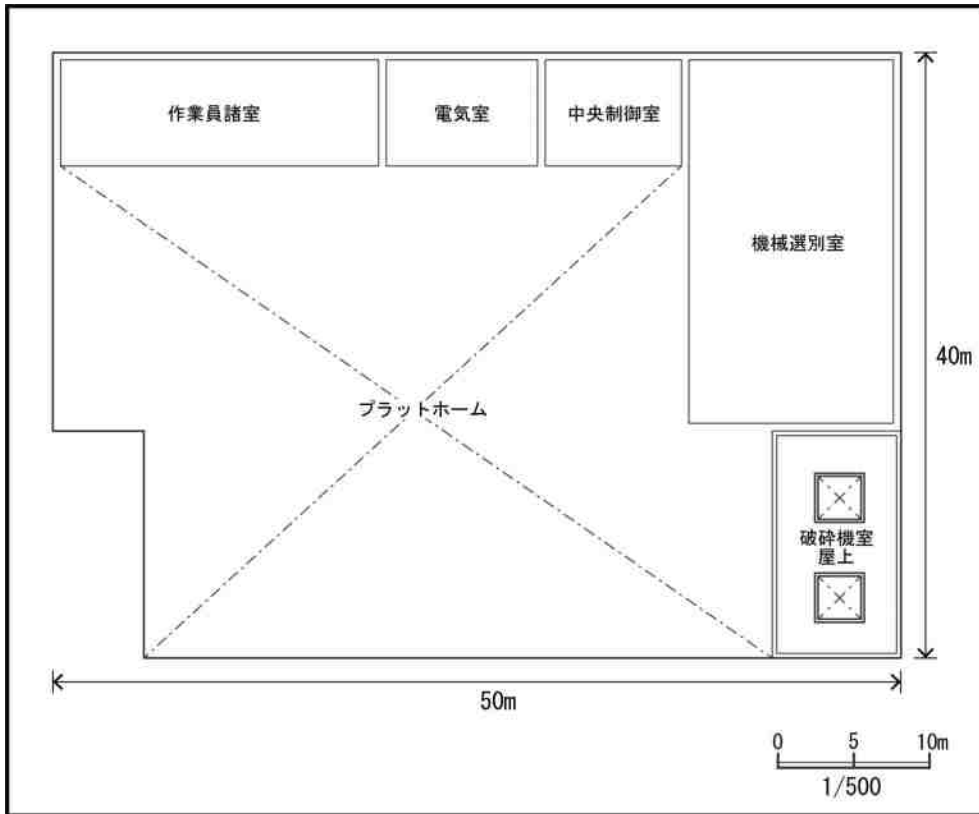 作業員諸室
電気室
中央制御室
機械選別室
40m
プラットホーム
破砕機室
屋上
50m
0 5 10m
1/500